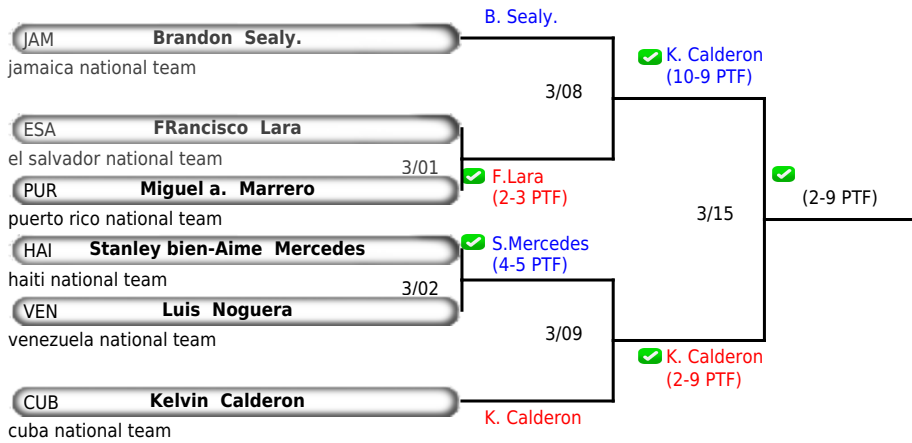 B. Sealy.
JAM Brandon Sealy.
jamaica national team
K. Calderon
(10-9 PTF)
3/08
ESA FRancisco Lara
el salvador national team
3/01
F.Lara
(2-3 PTF)
PUR Miguel a. Marrero
puerto rico national team
(2-9 PTF)
3/15
HAI Stanley bien-Aime Mercedes
haiti national team
S.Mercedes
(4-5 PTF)
3/02
VEN Luis Noguera
venezuela national team
3/09
K. Calderon
(2-9 PTF)
CUB Kelvin Calderon
cuba national team
K. Calderon